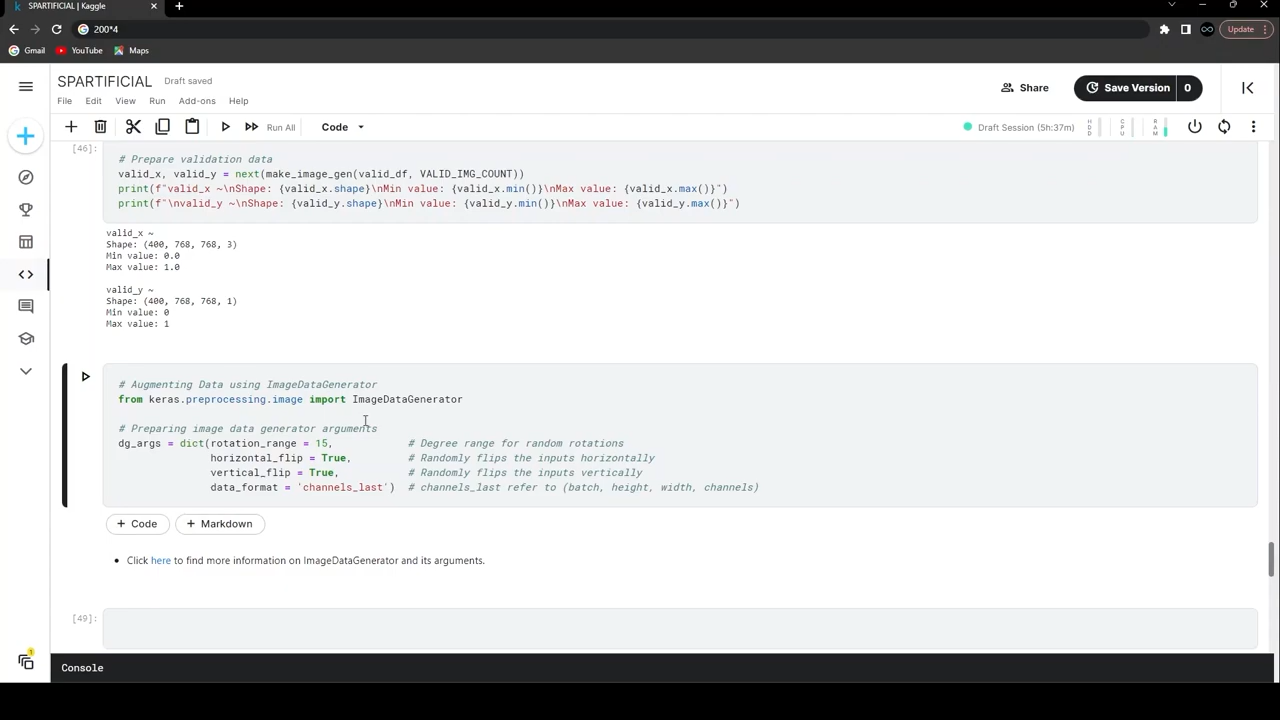 SPARTIFICIAL | Kaggle
200*4
Update
Gmail
YouTube
Maps
SPARTIFICIAL
Draft saved
File Edit View Run Add-ons Help
Share
Save Version
0
Run All
Code
Draft Session (5h:37m)
HDD
CPU
RAM
[46]:
# Prepare validation data
valid_x, valid_y = next(make_image_gen(valid_df, VALID_IMG_COUNT))
print(f"valid_x ~\nShape: {valid_x.shape}\nMin value: {valid_x.min()}\nMax value: {valid_x.max()}")
print(f"\nvalid_y ~\nShape: {valid_y.shape}\nMin value: {valid_y.min()}\nMax value: {valid_y.max()}")
valid_x ~
Shape: (400, 768, 768, 3)
Min value: 0.0
Max value: 1.0
valid_y ~
Shape: (400, 768, 768, 1)
Min value: 0
Max value: 1
# Augmenting Data using ImageDataGenerator
from keras.preprocessing.image import ImageDataGenerator
# Preparing image data generator arguments
dg_args = dict(rotation_range = 15, # Degree range for random rotations
horizontal_flip = True, # Randomly flips the inputs horizontally
vertical_flip = True, # Randomly flips the inputs vertically
data_format = 'channels_last') # channels_last refer to (batch, height, width, channels)
+ Code
+ Markdown
• Click here to find more information on ImageDataGenerator and its arguments.
[49]:
1
Console